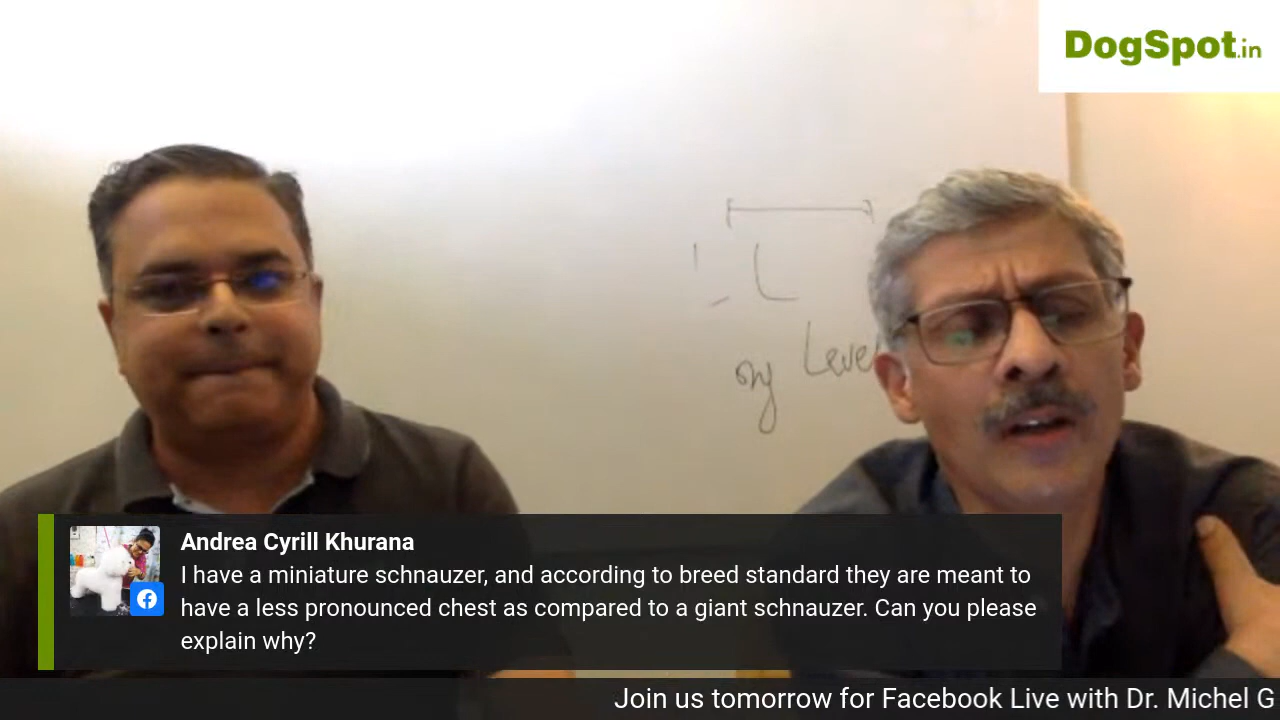 DogSpot.in
Level
Andrea Cyrill Khurana
I have a miniature schnauzer, and according to breed standard they are meant to
have a less pronounced chest as compared to a giant schnauzer. Can you please
explain why?
Join us tomorrow for Facebook Live with Dr. Michel G